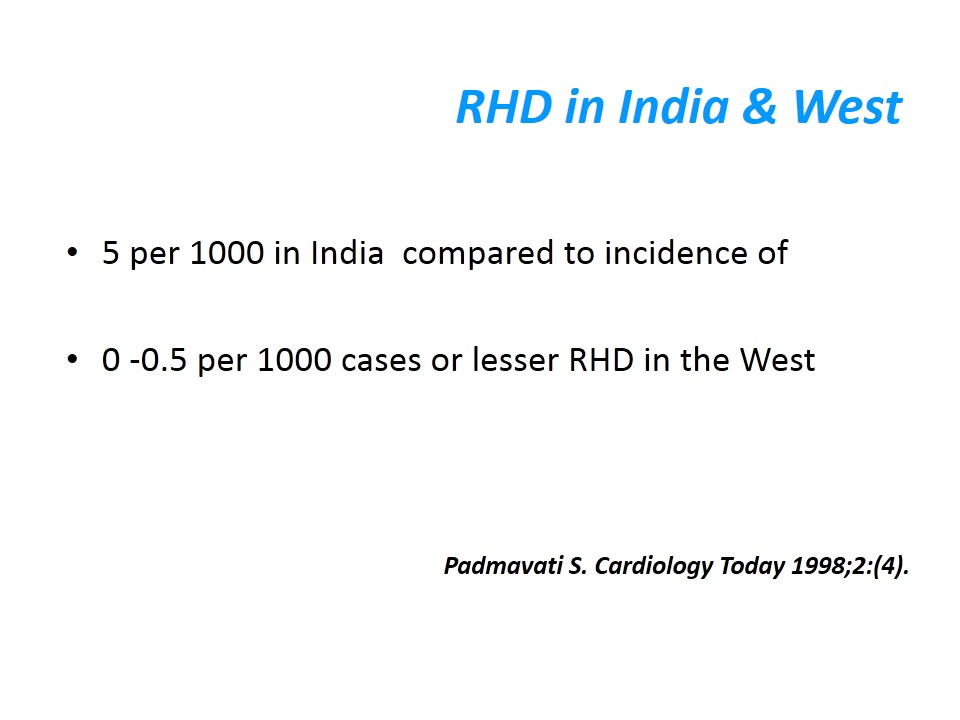 RHD in India & West
• 5 per 1000 in India  compared to incidence of
• 0 -0.5 per 1000 cases or lesser RHD in the West
Padmavati S. Cardiology Today 1998;2:(4).